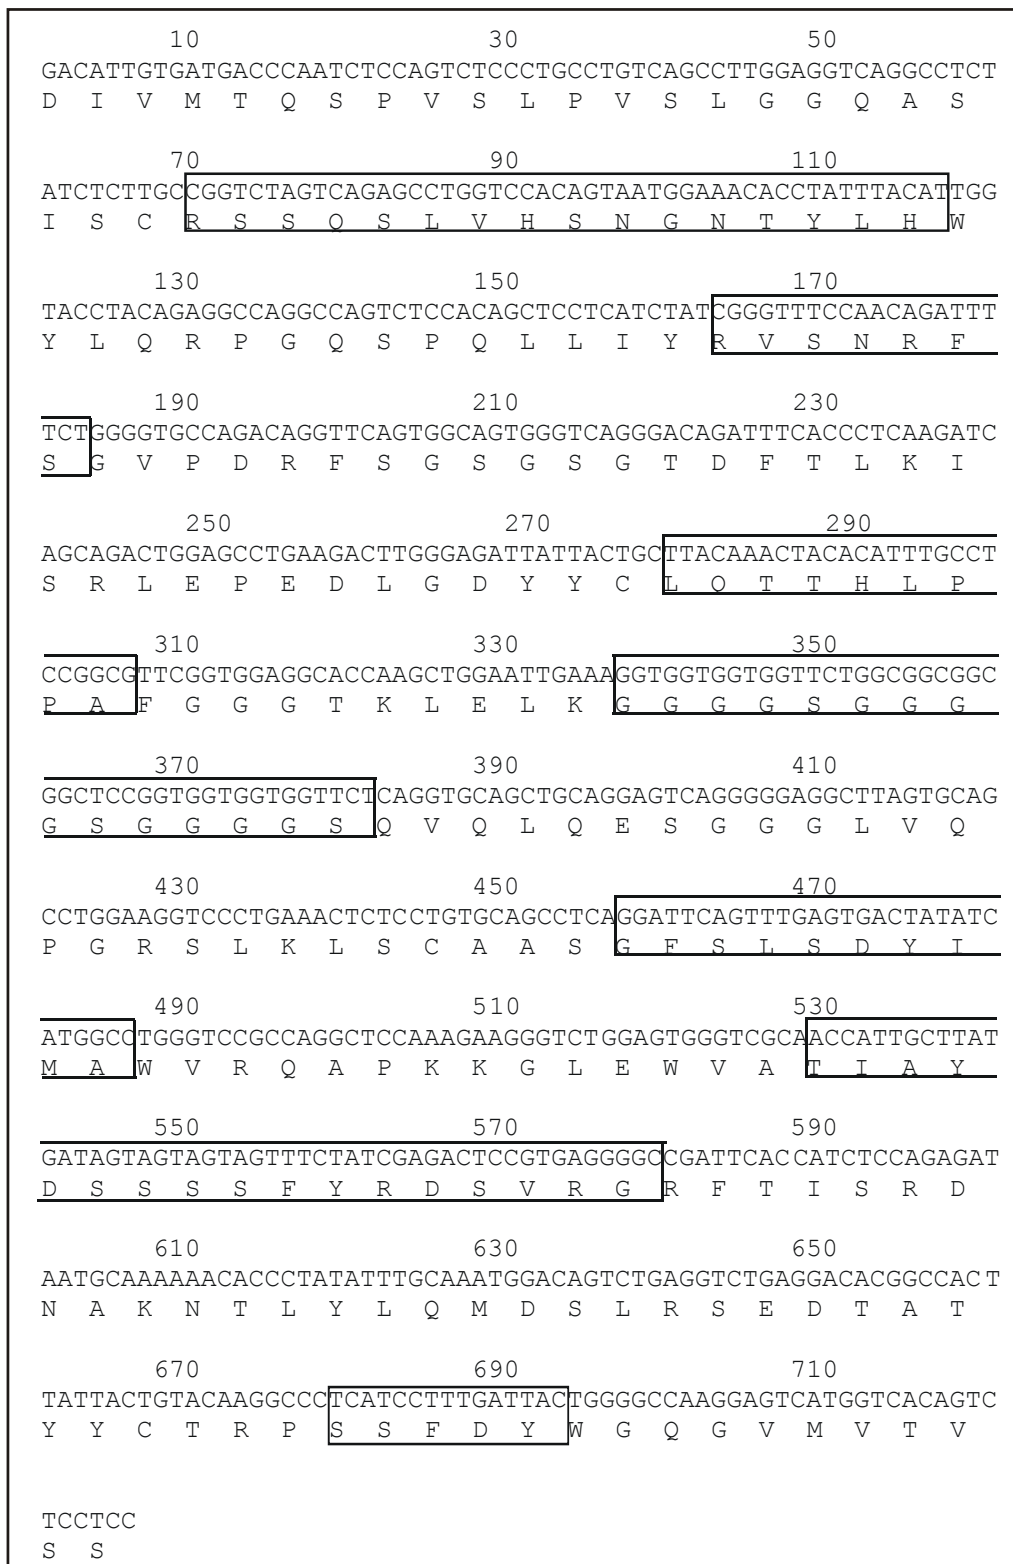 10 30 50
GACATTGTGATGACCCAATCTCCAGTCTCCCTGCCTGTCAGCCTTGGAGGTCAGGCCTCT
D I V M T Q S P V S L P V S L G G Q A S
70 90 110
ATCTCTTGCCGGTCTAGTCAGAGCCTGGTCCACAGTAATGGAAACACCTATTTACATTGG
I S C R S S Q S L V H S N G N T Y L H W
130 150 170
TACCTACAGAGGCCAGGCCAGTCTCCACAGCTCCTCATCTATCGGGTTTCCAACAGATTT
Y L Q R P G Q S P Q L L I Y R V S N R F
190 210 230
TCTGGGGTGCCAGACAGGTTCAGTGGCAGTGGGTCAGGGACAGATTTCACCCTCAAGATC
S G V P D R F S G S G S G T D F T L K I
250 270 290
AGCAGACTGGAGCCTGAAGACTTGGGAGATTATTACTGCTTACAAACTACACATTTGCCT
S R L E P E D L G D Y Y C L Q T T H L P
310 330 350
CCGGCGTTCGGTGGAGGCACCAAGCTGGAATTGAAAGGTGGTGGTGGTTCTGGCGGCGGC
P A F G G G T K L E L K G G G G S G G G
370 390 410
GGCTCCGGTGGTGGTGGTTCTCAGGTGCAGCTGCAGGAGTCAGGGGGAGGCTTAGTGCAG
G S G G G G S Q V Q L Q E S G G G L V Q
430 450 470
CCTGGAAGGTCCCTGAAACTCTCCTGTGCAGCCTCAGGATTCAGTTTGAGTGACTATATC
P G R S L K L S C A A S G F S L S D Y I
490 510 530
ATGGCCTGGGTCCGCCAGGCTCCAAAGAAGGGTCTGGAGTGGGTCGCAACCATTGCTTAT
M A W V R Q A P K K G L E W V A T I A Y
550 570 590
GATAGTAGTAGTAGTTTCTATCGAGACTCCGTGAGGGGCCGATTCACCATCTCCAGAGAT
D S S S S F Y R D S V R G R F T I S R D
610 630 650
AATGCAAAAAACACCCTATATTTGCAAATGGACAGTCTGAGGTCTGAGGACACGGCCACT
N A K N T L Y L Q M D S L R S E D T A T
670 690 710
TATTACTGTACAAGGCCCTCATCCTTTGATTACTGGGGCCAAGGAGTCATGGTCACAGTC
Y Y C T R P S S F D Y W G Q G V M V T V
TCCTCC
S S